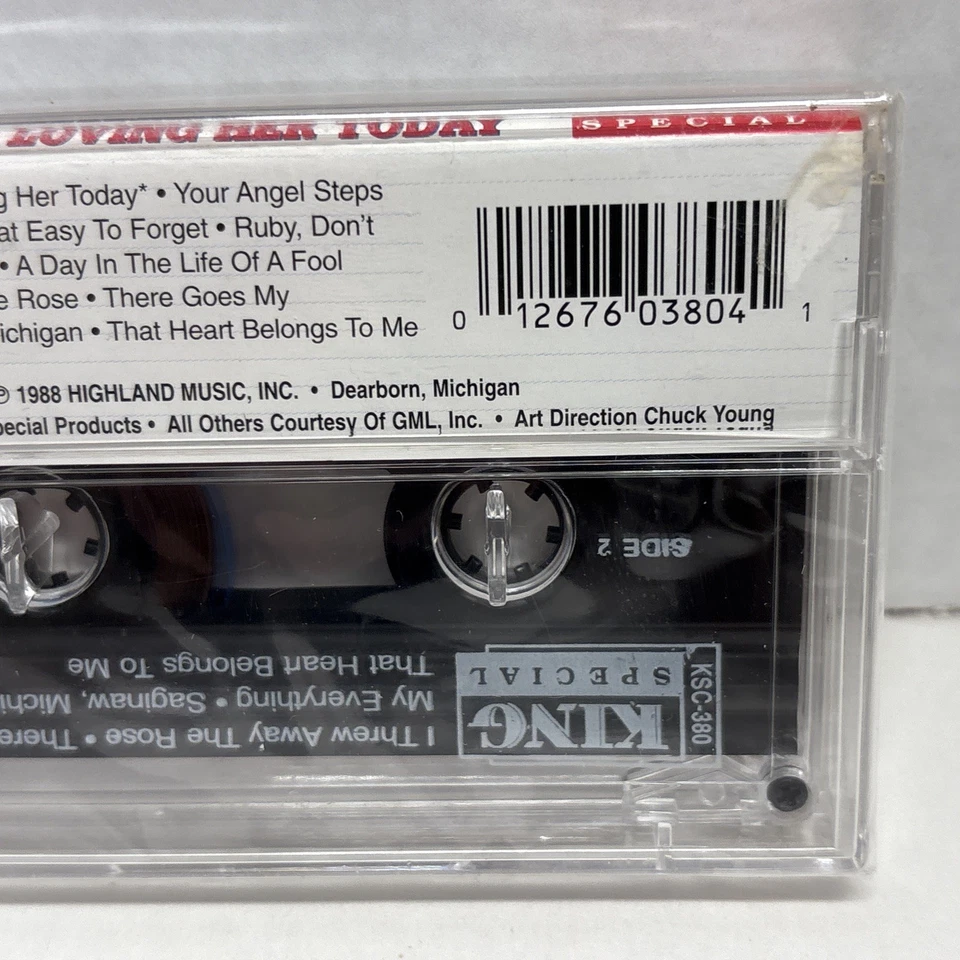 LOVING HER TODAY SPECIAL
g Her Today* • Your Angel Steps
at Easy To Forget • Ruby, Don't
• A Day In The Life Of A Fool
e Rose • There Goes My
ichigan • That Heart Belongs To Me
0 12676 03804 1
℗ 1988 HIGHLAND MUSIC, INC. • Dearborn, Michigan
pecial Products • All Others Courtesy Of GML, Inc. • Art Direction Chuck Young
SIDE 2
KSC-380
KING
SPECIAL
I Threw Away The Rose • There
My Everything • Saginaw, Michi
That Heart Belongs To Me